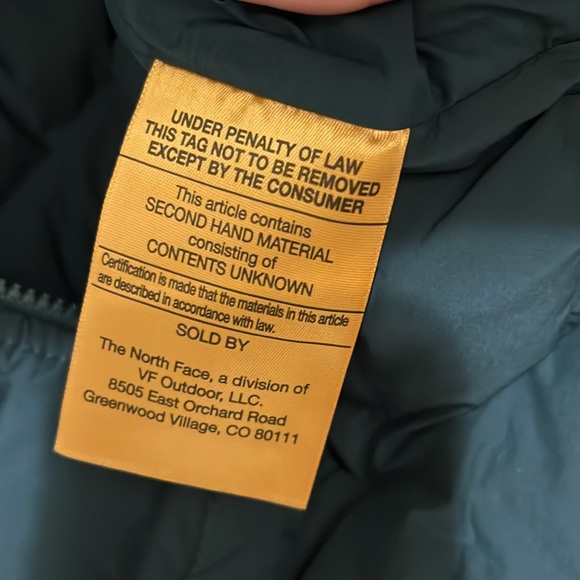 UNDER PENALTY OF LAW
THIS TAG NOT TO BE REMOVED
EXCEPT BY THE CONSUMER
This article contains
SECOND HAND MATERIAL
consisting of
CONTENTS UNKNOWN
Certification is made that the materials in this article
are described in accordance with law.
SOLD BY
The North Face, a division of
VF Outdoor, LLC.
8505 East Orchard Road
Greenwood Village, CO 80111